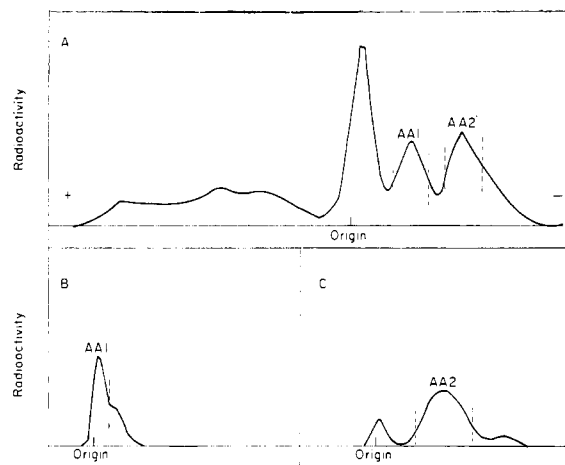 A
Radioactivity
AA1
AA2
+
−
Origin
B
C
Radioactivity
AA1
AA2
Origin
Origin